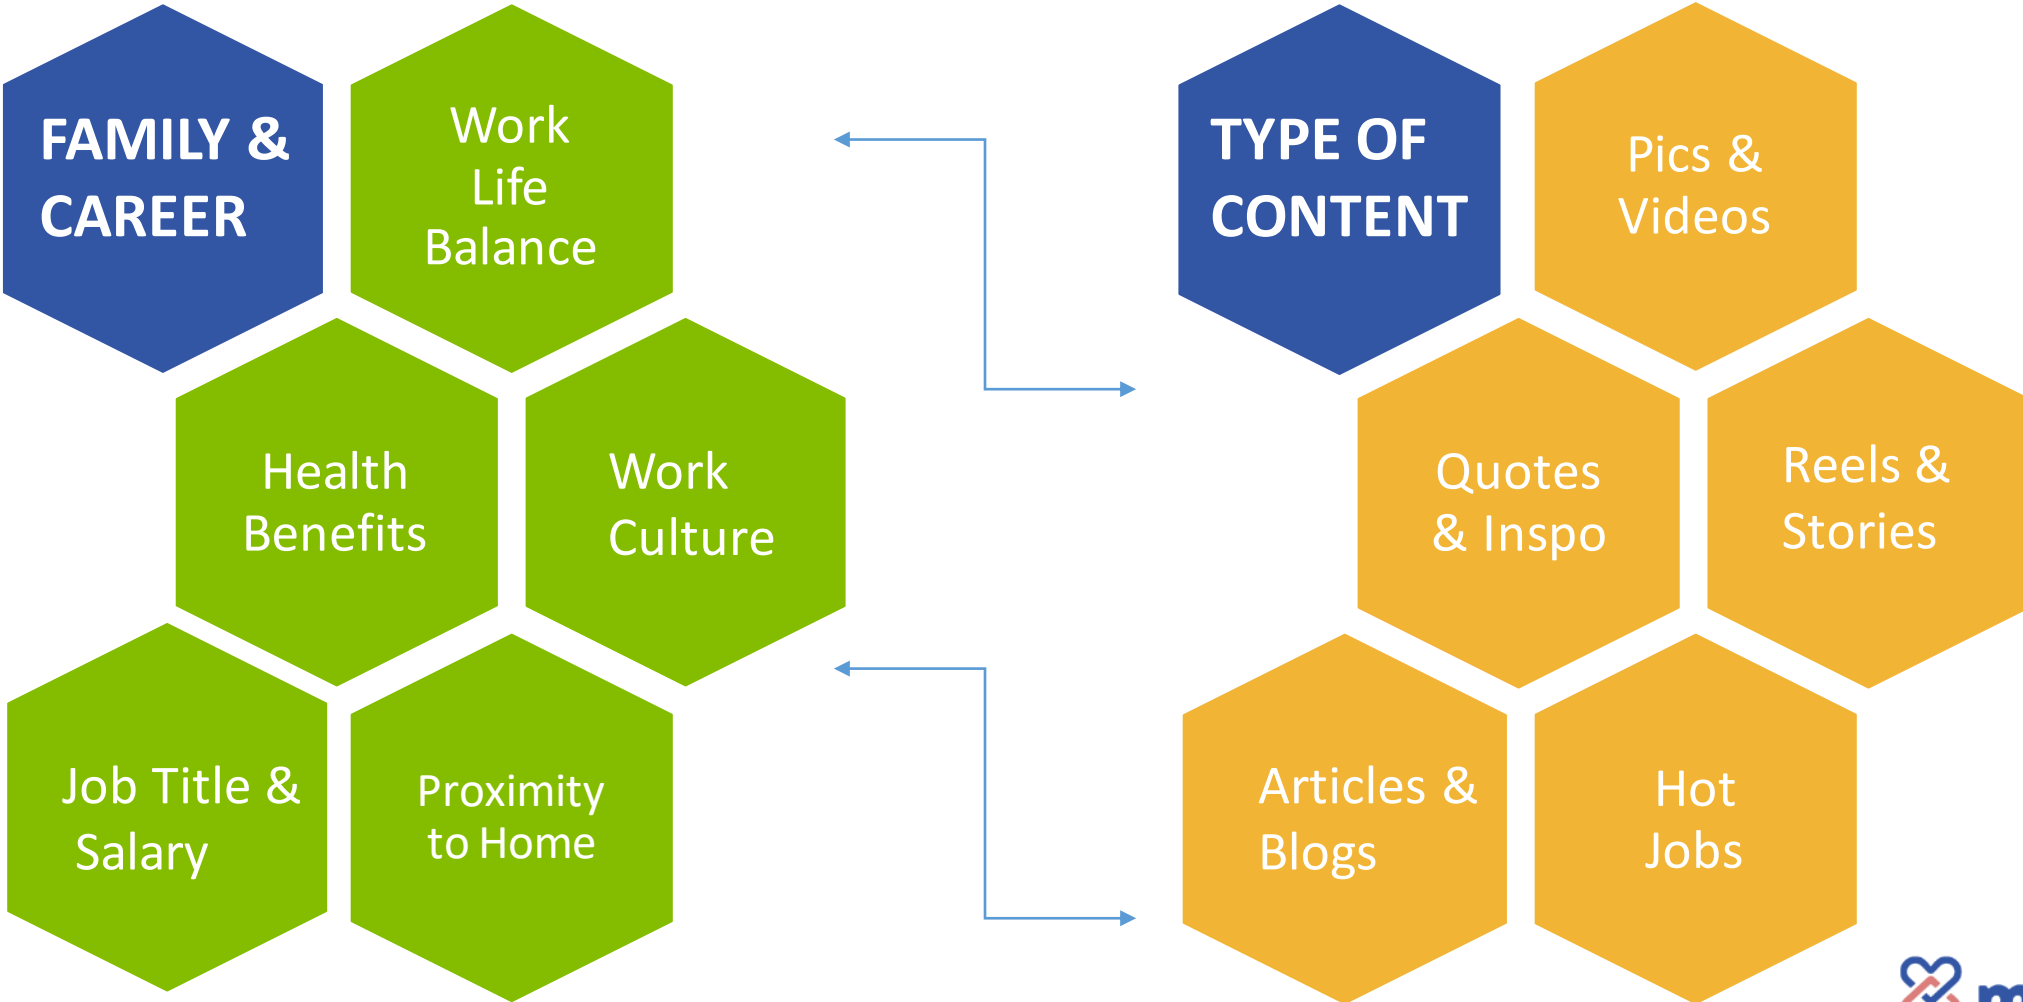 FAMILY &
CAREER
Work
Life
Balance
Health
Benefits
Work
Culture
Job Title &
Salary
Proximity
to Home
TYPE OF
CONTENT
Pics &
Videos
Quotes
& Inspo
Reels &
Stories
Articles &
Blogs
Hot
Jobs